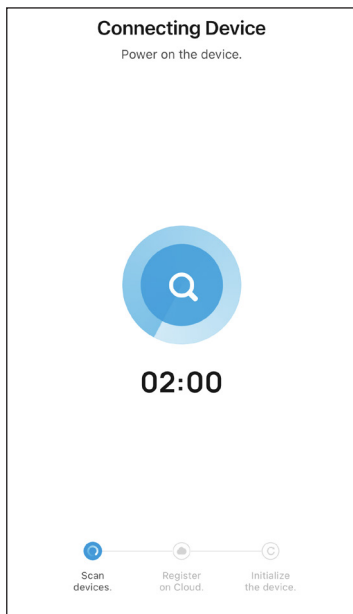 Connecting Device
Power on the device.
02:00
Scan
devices.
Register
on Cloud.
Initialize
the device.